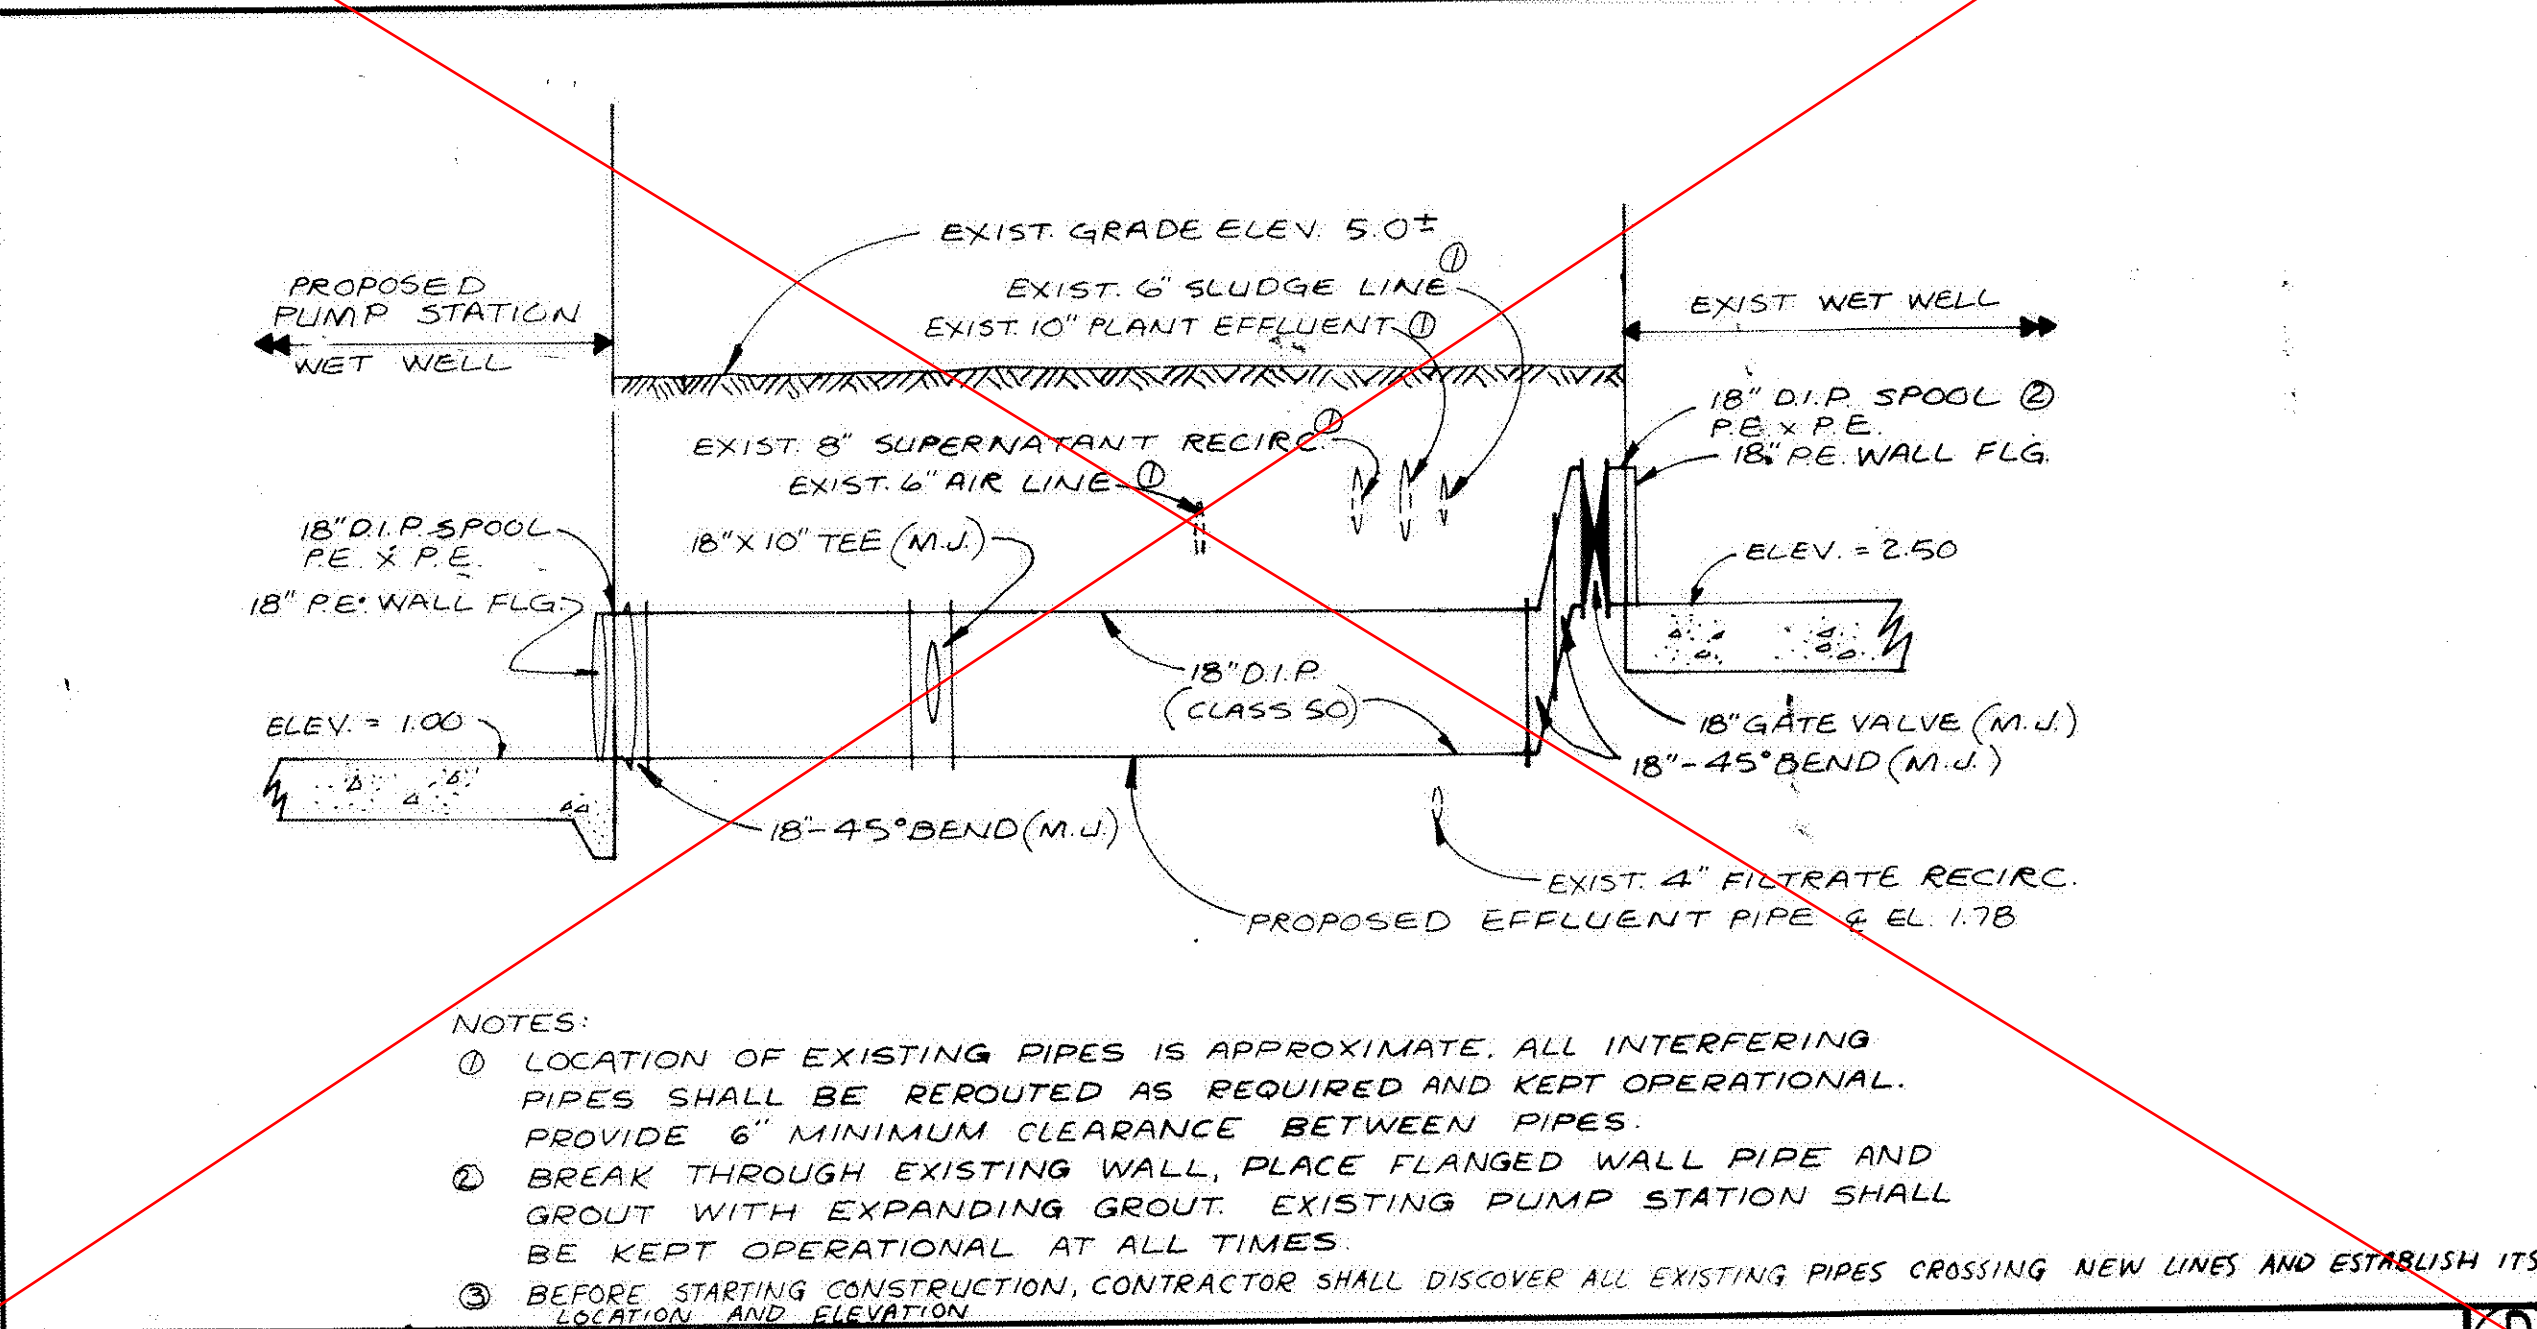 EXIST. GRADE ELEV. 5.0±
①
EXIST. 6" SLUDGE LINE
EXIST. 10" PLANT EFFLUENT ①
PROPOSED
PUMP STATION
WET WELL
EXIST WET WELL
18" D.I.P. SPOOL ②
P.E. x P.E.
18" P.E. WALL FLG.
EXIST. 8" SUPERNATANT RECIRC. ①
EXIST. 6" AIR LINE ①
18" D.I.P. SPOOL
P.E. x P.E.
18" P.E. WALL FLG.
18" X 10" TEE (M.J.)
ELEV. = 2.50
18" D.I.P.
(CLASS 50)
ELEV. = 1.00
18" GATE VALVE (M.J.)
18"-45° BEND (M.J.)
18"-45° BEND (M.J.)
EXIST. 4" FILTRATE RECIRC.
PROPOSED EFFLUENT PIPE ℄ EL. 1.78
NOTES:
① LOCATION OF EXISTING PIPES IS APPROXIMATE. ALL INTERFERING
PIPES SHALL BE REROUTED AS REQUIRED AND KEPT OPERATIONAL.
PROVIDE 6" MINIMUM CLEARANCE BETWEEN PIPES.
② BREAK THROUGH EXISTING WALL, PLACE FLANGED WALL PIPE AND
GROUT WITH EXPANDING GROUT. EXISTING PUMP STATION SHALL
BE KEPT OPERATIONAL AT ALL TIMES.
③ BEFORE STARTING CONSTRUCTION, CONTRACTOR SHALL DISCOVER ALL EXISTING PIPES CROSSING NEW LINES AND ESTABLISH ITS
LOCATION AND ELEVATION